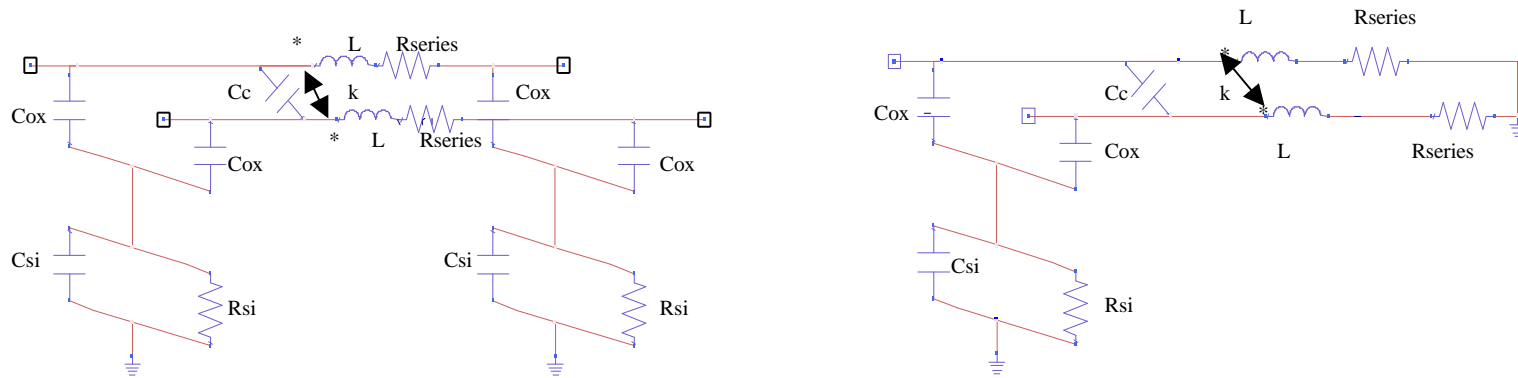 * L Rseries
Cc k Cox
Cox
* L Rseries
Cox Cox
Csi Csi
Rsi Rsi
L Rseries
*
Cc k
Cox *
Cox L Rseries
Csi
Rsi